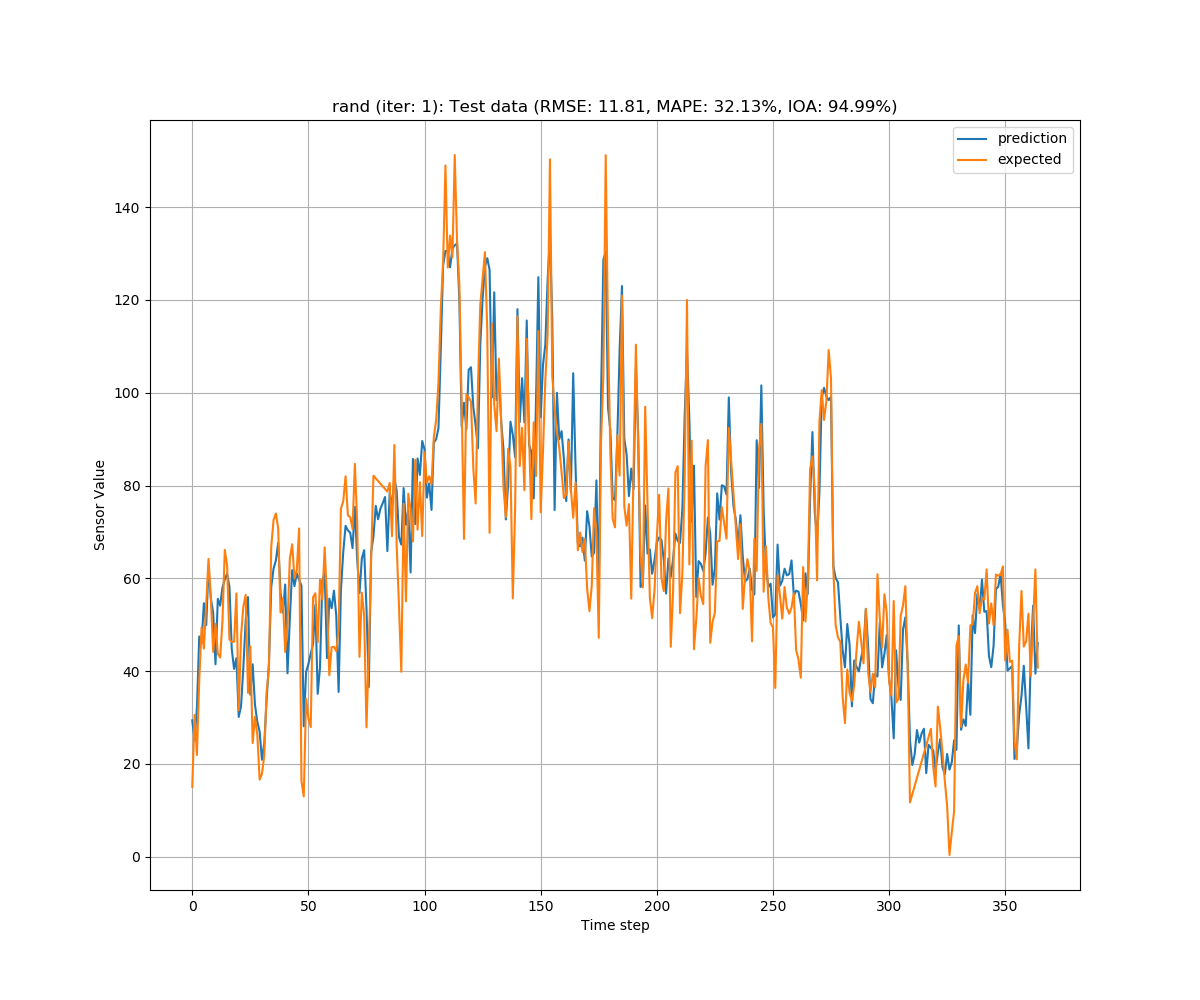 rand (iter: 1): Test data (RMSE: 11.81, MAPE: 32.13%, IOA: 94.99%)
prediction
expected
140
120
100
80
60
40
20
0
Sensor Value
0 50 100 150 200 250 300 350
Time step